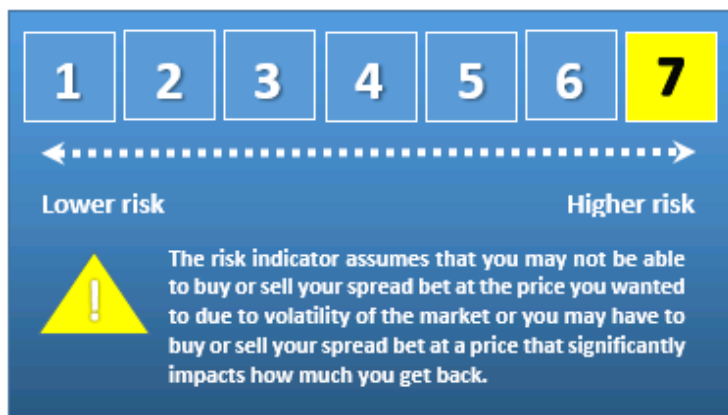 1 2 3 4 5 6 7
Lower risk Higher risk
!
The risk indicator assumes that you may not be able
to buy or sell your spread bet at the price you wanted
to due to volatility of the market or you may have to
buy or sell your spread bet at a price that significantly
impacts how much you get back.